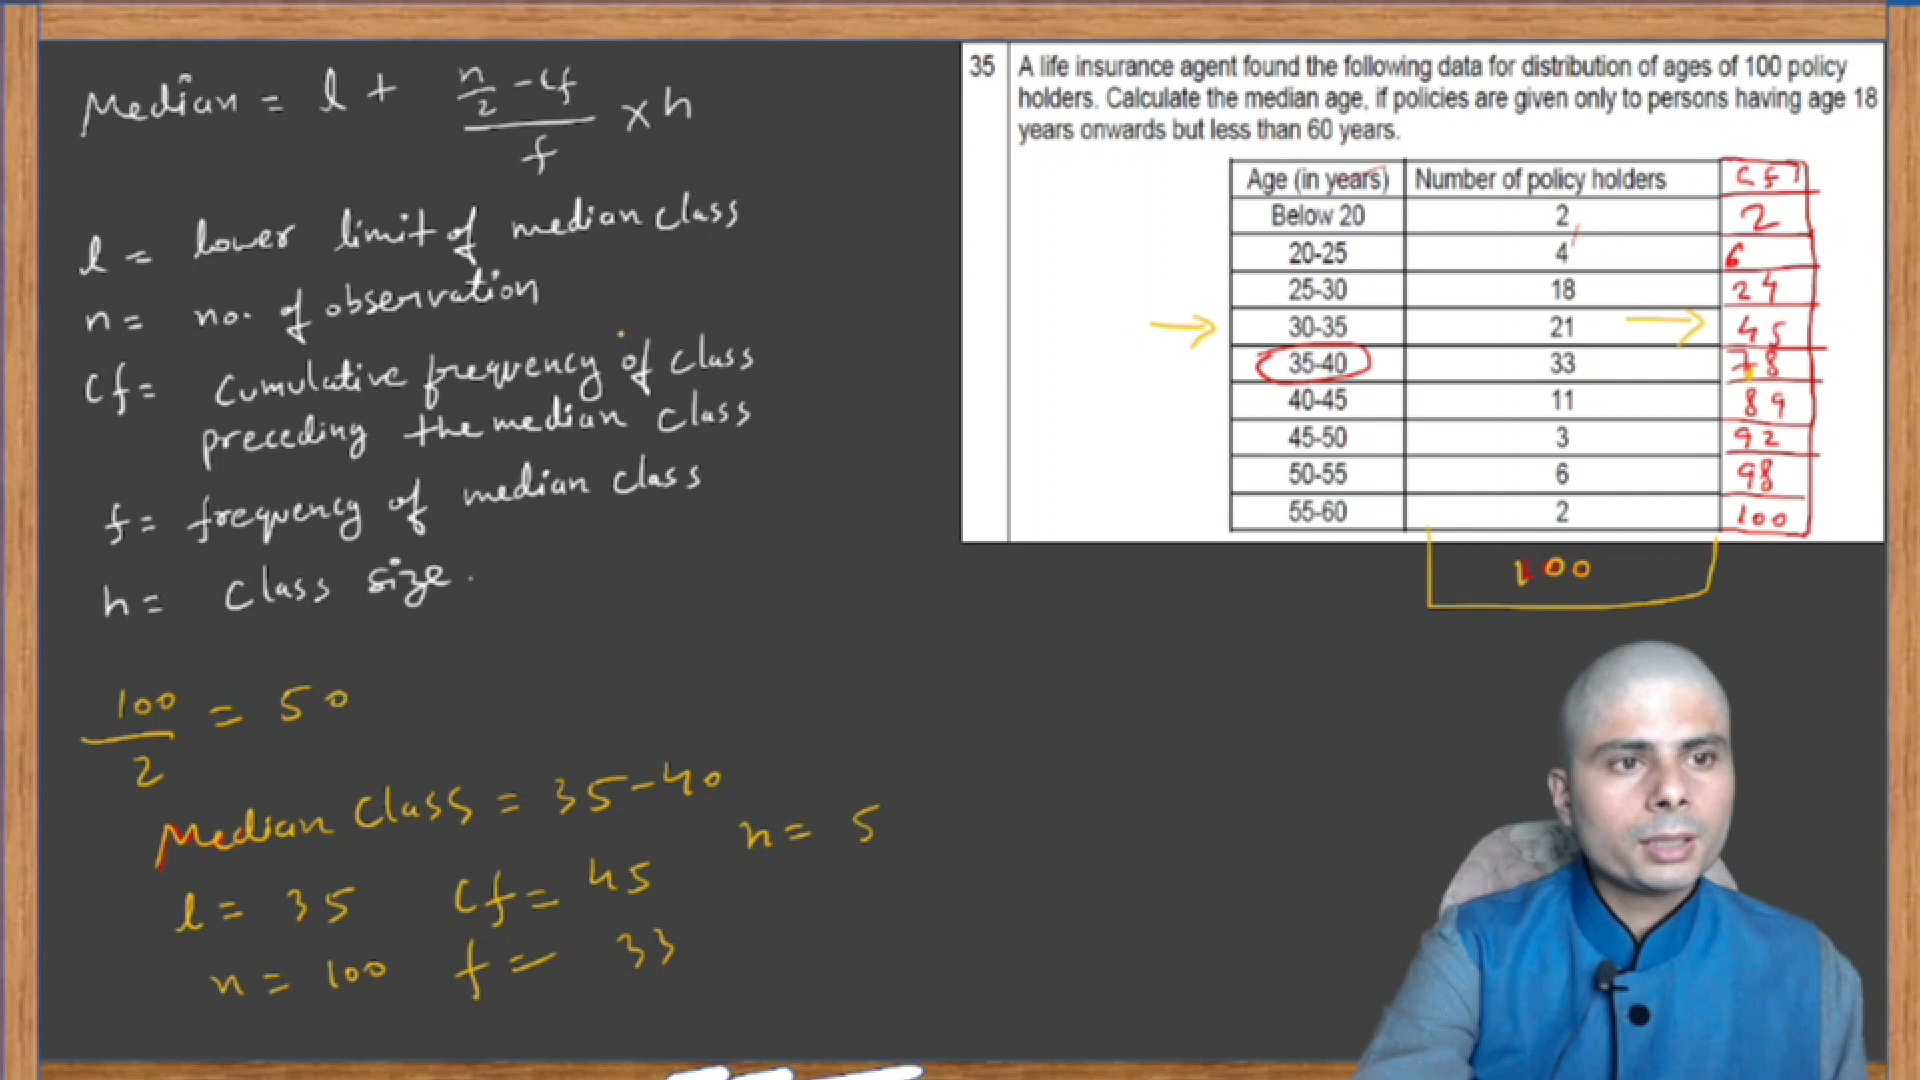 Median = l + (n/2 - cf)/f × h
l = lower limit of median class
n = no. of observation
Cf = Cumulative frequency of class
preceding the median class
f = frequency of median class
h = class size.
100/2 = 50
Median Class = 35-40
h = 5
l = 35 Cf = 45
n = 100 f = 33
35 A life insurance agent found the following data for distribution of ages of 100 policy
holders. Calculate the median age, if policies are given only to persons having age 18
years onwards but less than 60 years.
Age (in years) Number of policy holders cf
Below 20 2 2
20-25 4 6
25-30 18 24
30-35 21 45
35-40 33 78
40-45 11 89
45-50 3 92
50-55 6 98
55-60 2 100
100